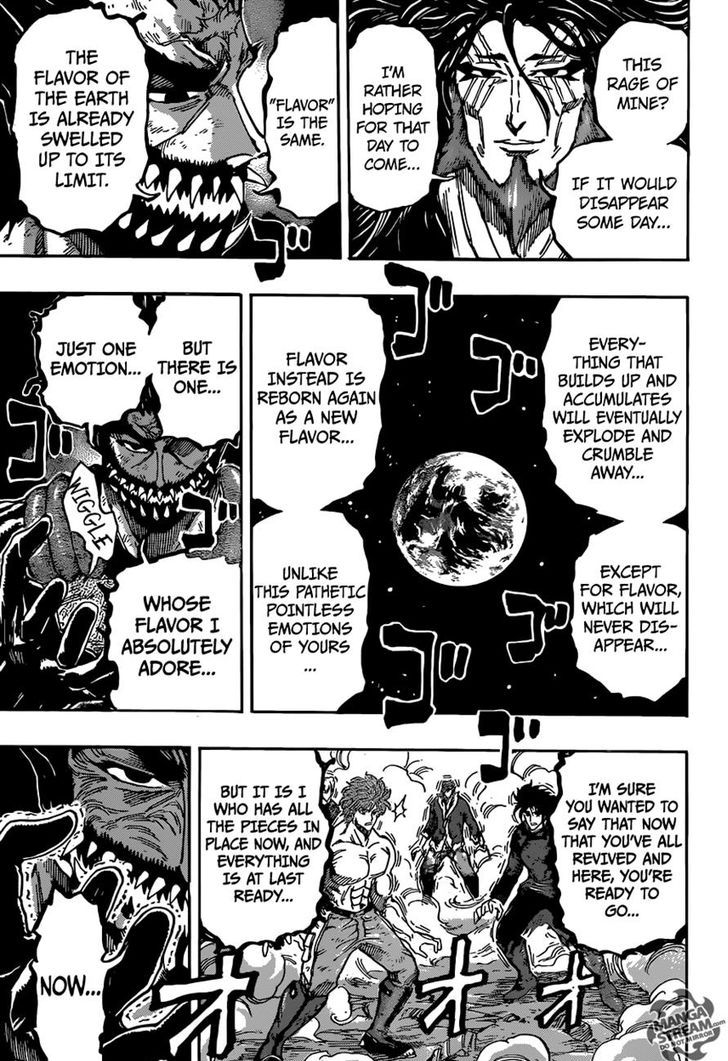 THIS
RAGE OF
MINE?
IF IT WOULD
DISAPPEAR
SOME DAY...
I'M
RATHER
HOPING
FOR THAT
DAY TO
COME...
"FLAVOR"
IS THE
SAME.
THE
FLAVOR OF
THE EARTH
IS ALREADY
SWELLED
UP TO ITS
LIMIT.
ゴ
EVERY-
THING THAT
BUILDS UP AND
ACCUMULATES
WILL EVENTUALLY
EXPLODE AND
CRUMBLE
AWAY...
EXCEPT
FOR FLAVOR,
WHICH WILL
NEVER DIS-
APPEAR...
FLAVOR
INSTEAD IS
REBORN AGAIN
AS A NEW
FLAVOR...
UNLIKE
THIS PATHETIC
POINTLESS
EMOTIONS
OF YOURS
...
ゴ
ゴ
ゴ
ゴ
BUT
THERE IS
ONE...
JUST ONE
EMOTION...
NIGGLE
WHOSE
FLAVOR I
ABSOLUTELY
ADORE...
ゴ
ゴ
I'M SURE
YOU WANTED TO
SAY THAT NOW
THAT YOU'VE ALL
REVIVED AND
HERE, YOU'RE
READY TO
GO...
BUT IT IS I
WHO HAS ALL
THE PIECES IN
PLACE NOW, AND
EVERYTHING
IS AT LAST
READY...
オ
オ
オ
NOW...
MANGA
STREAM.com
DO NOT MIRROR!